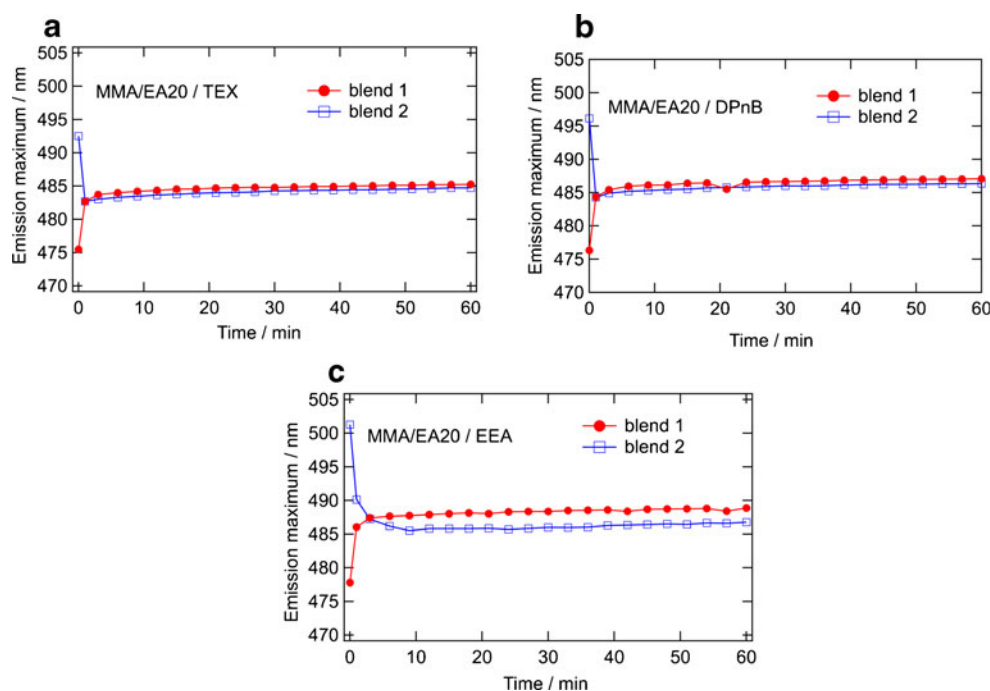 a
Emission maximum / nm
505
500
495
490
485
480
475
470
MMA/EA20 / TEX
blend 1
blend 2
0 10 20 30 40 50 60
Time / min
b
Emission maximum / nm
505
500
495
490
485
480
475
470
MMA/EA20 / DPnB
blend 1
blend 2
0 10 20 30 40 50 60
Time / min
c
Emission maximum / nm
505
500
495
490
485
480
475
470
MMA/EA20 / EEA
blend 1
blend 2
0 10 20 30 40 50 60
Time / min